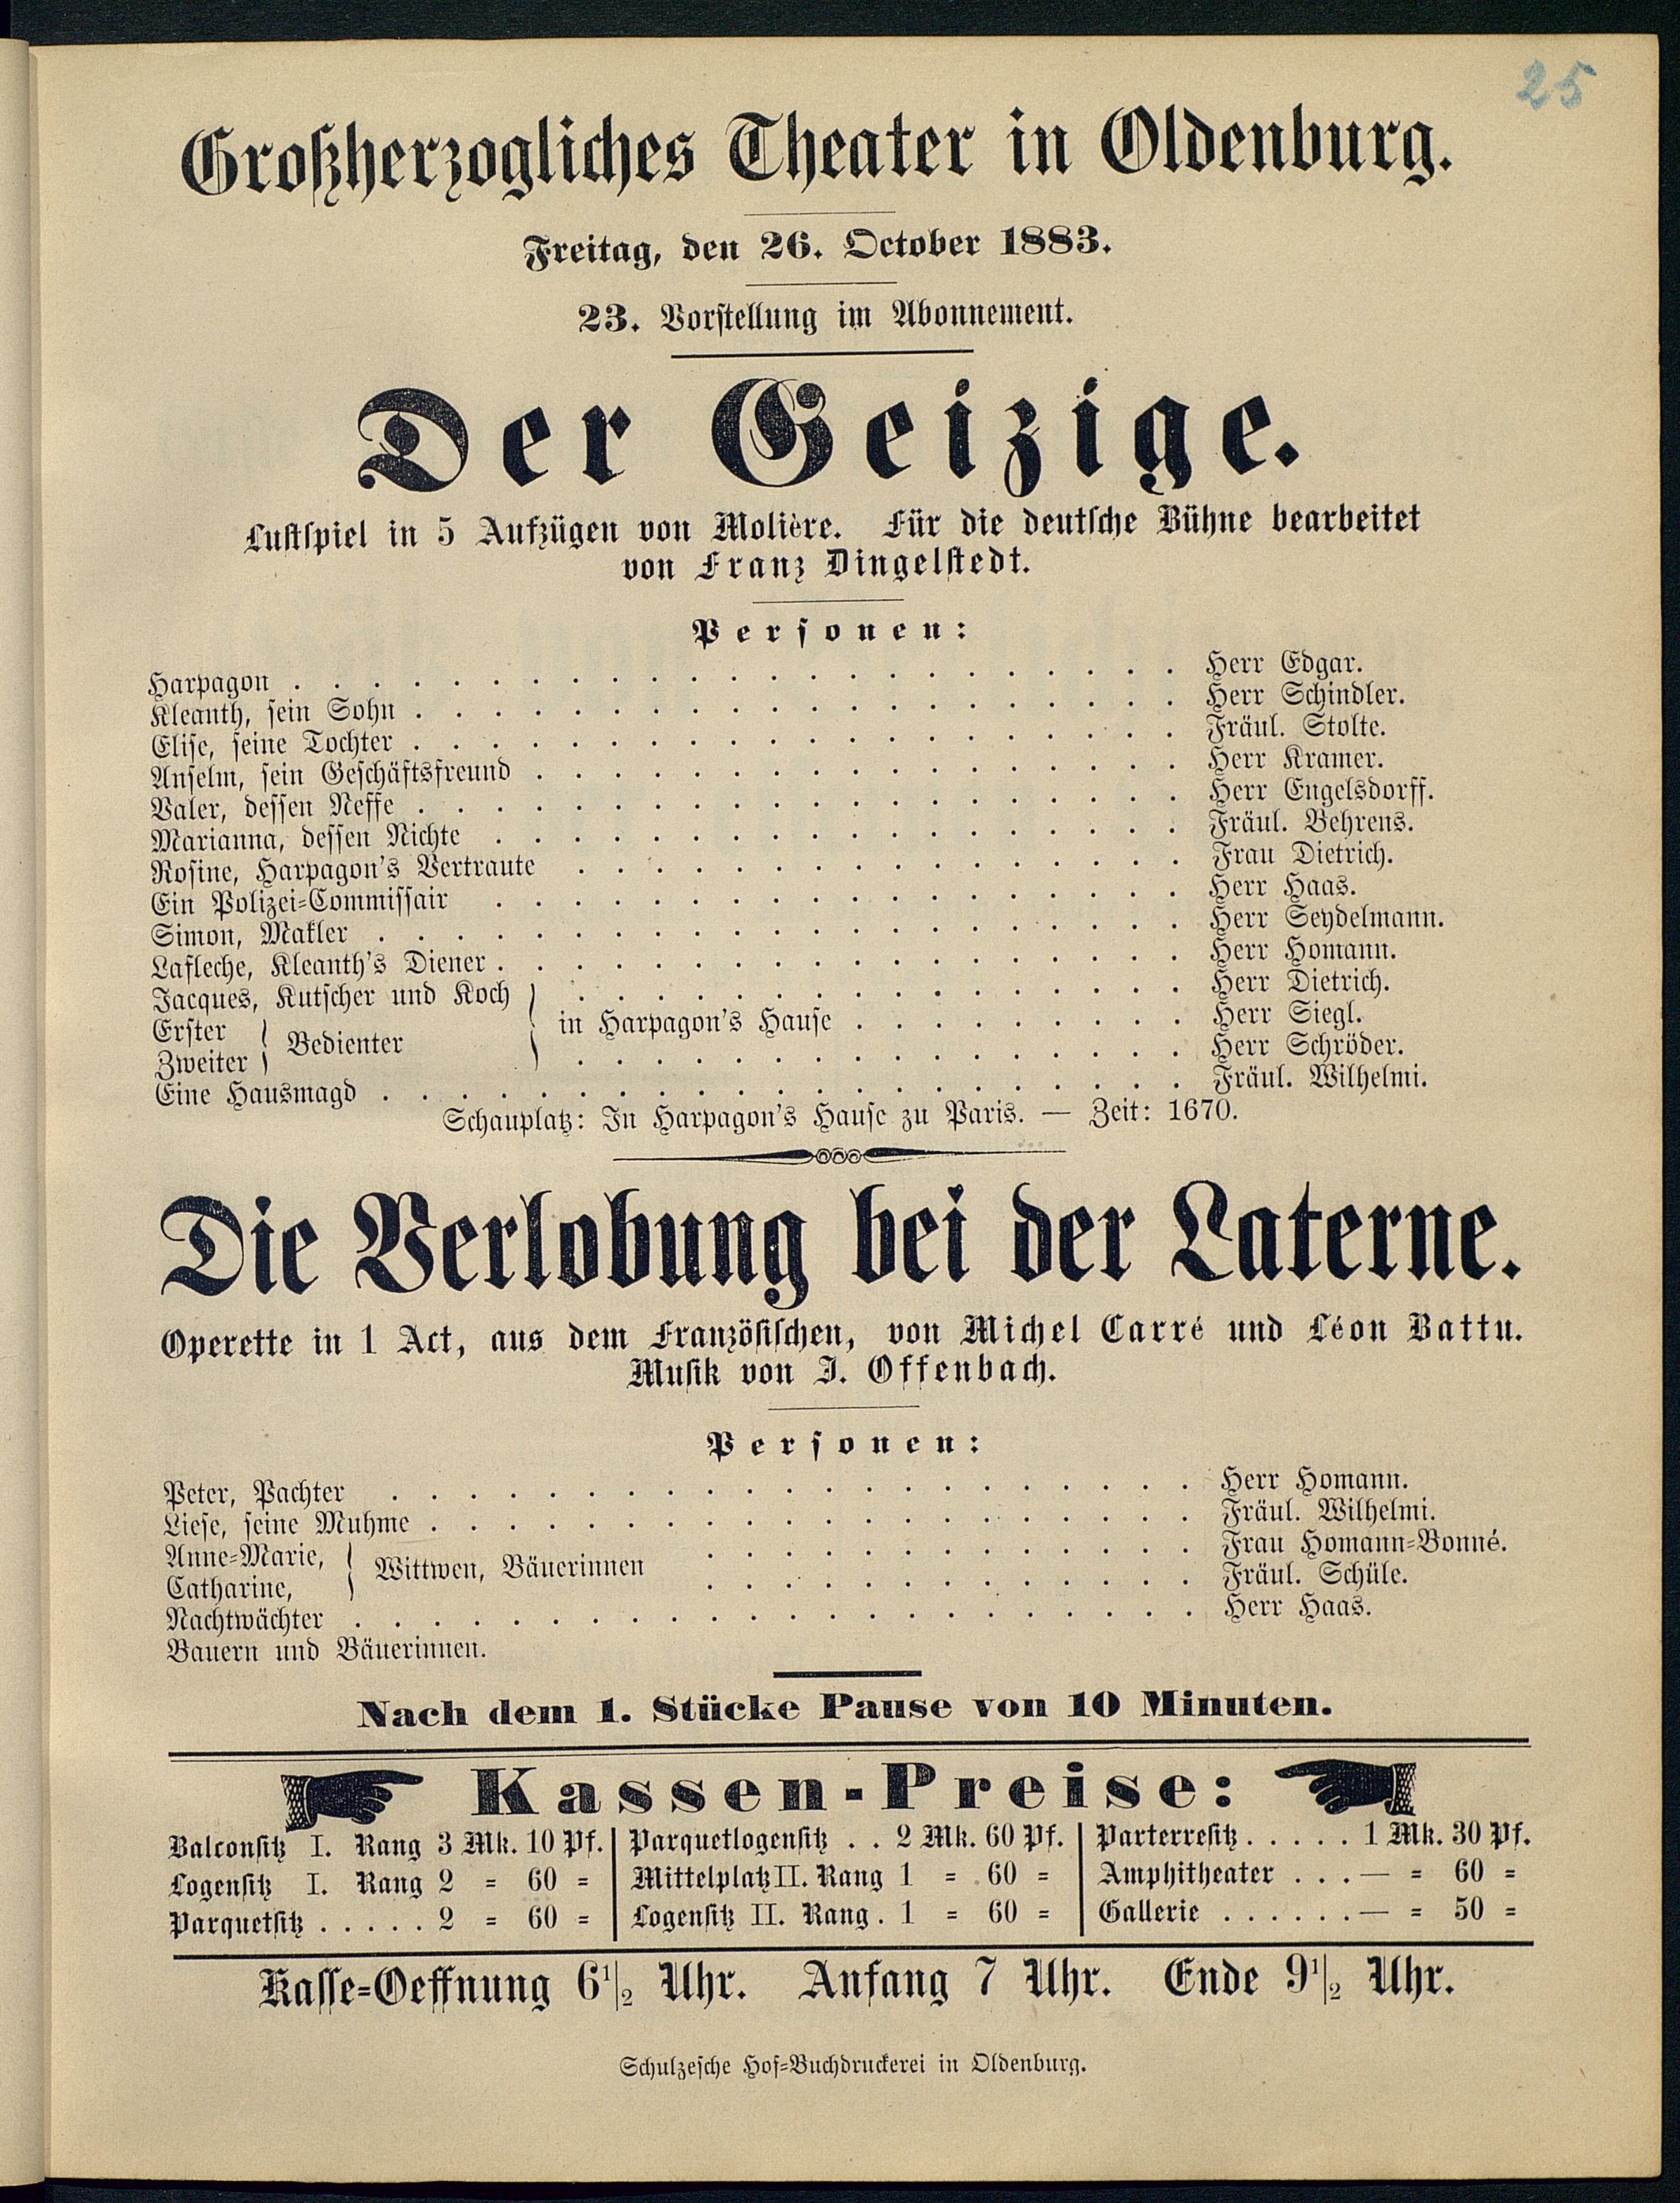 25
Großherzogliches Theater in Oldenburg.
Freitag, den 26. October 1883.
23. Vorstellung im Abonnement.
Der Geizige.
Lustspiel in 5 Aufzügen von Molière. Für die deutsche Bühne bearbeitet
von Franz Dingelstedt.
Personen:
Harpagon . . . . . Herr Edgar.
Kleanth, sein Sohn . . . . . Herr Schindler.
Elise, seine Tochter . . . . . Fräul. Stolte.
Anselm, sein Geschäftsfreund . . . . . Herr Kramer.
Valer, dessen Neffe . . . . . Herr Engelsdorff.
Marianna, dessen Nichte . . . . . Fräul. Behrens.
Rosine, Harpagon's Vertraute . . . . . Frau Dietrich.
Ein Polizei=Commissair . . . . . Herr Haas.
Simon, Makler . . . . . Herr Seydelmann.
Lafleche, Kleanth's Diener . . . . . Herr Homann.
Jacques, Kutscher und Koch } . . . . . Herr Dietrich.
Erster } Bedienter } in Harpagon's Hause . . . . . Herr Siegl.
Zweiter } . . . . . Herr Schröder.
Eine Hausmagd . . . . . Fräul. Wilhelmi.
Schauplatz: In Harpagon's Hause zu Paris. — Zeit: 1670.
Die Verlobung bei der Laterne.
Operette in 1 Act, aus dem Französischen, von Michel Carré und Léon Battu.
Musik von J. Offenbach.
Personen:
Peter, Pachter . . . . . Herr Homann.
Liese, seine Muhme . . . . . Fräul. Wilhelmi.
Anne=Marie, } Wittwen, Bäuerinnen . . . . . Frau Homann=Bonné.
Catharine, } . . . . . Fräul. Schüle.
Nachtwächter . . . . . Herr Haas.
Bauern und Bäuerinnen.
Nach dem 1. Stücke Pause von 10 Minuten.
Kassen-Preise:
Balconsitz I. Rang 3 Mk. 10 Pf. | Parquetlogensitz . . 2 Mk. 60 Pf. | Parterresitz . . . . . 1 Mk. 30 Pf.
Logensitz I. Rang 2 = 60 = | Mittelplatz II. Rang 1 = 60 = | Amphitheater . . . — = 60 =
Parquetsitz . . . . . 2 = 60 = | Logensitz II. Rang . 1 = 60 = | Gallerie . . . . . . — = 50 =
Kasse=Oeffnung 6½ Uhr. Anfang 7 Uhr. Ende 9½ Uhr.
Schulzesche Hof=Buchdruckerei in Oldenburg.